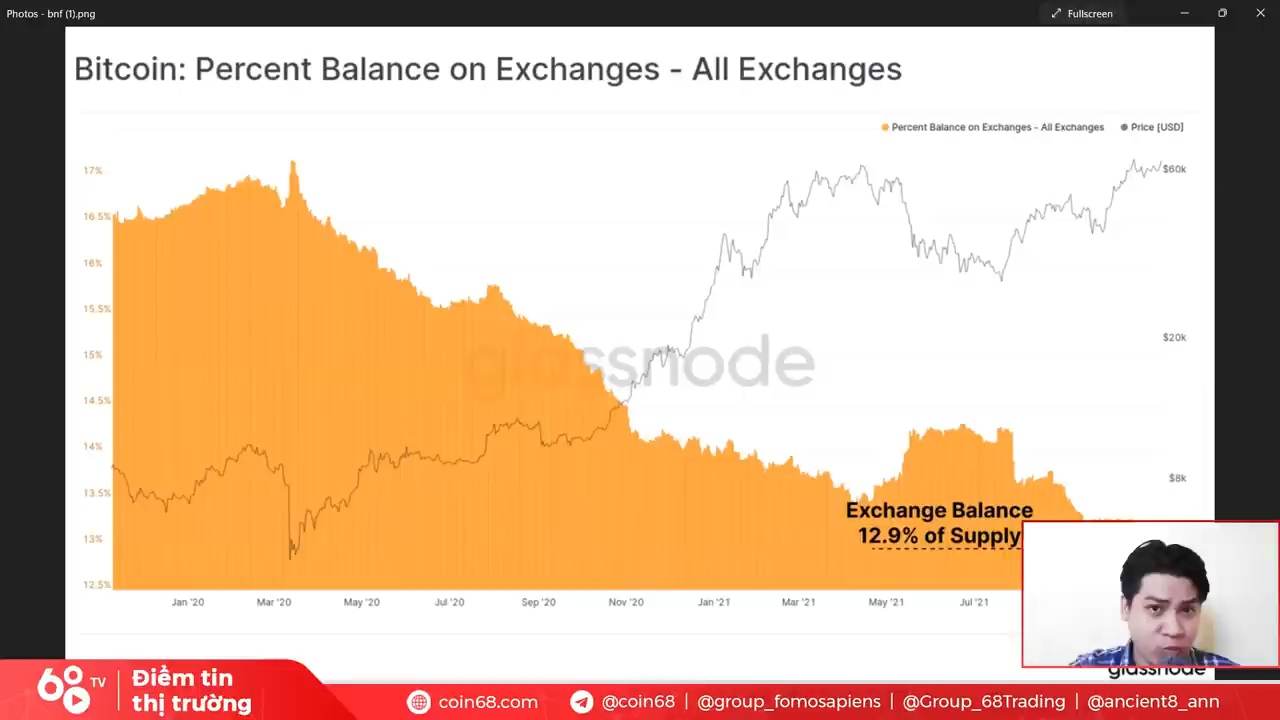 Photos - bnf (1).png
Fullscreen
Bitcoin: Percent Balance on Exchanges - All Exchanges
Percent Balance on Exchanges - All Exchanges
Price [USD]
17%
16.5%
16%
15.5%
15%
14.5%
14%
13.5%
13%
12.5%
$60k
$20k
$8k
glassnode
Exchange Balance
12.9% of Supply
Jan '20
Mar '20
May '20
Jul '20
Sep '20
Nov '20
Jan '21
Mar '21
May '21
Jul '21
glassnode
68 TV
Điểm tin
thị trường
coin68.com
@coin68 | @group_fomosapiens | @Group_68Trading | @ancient8_ann